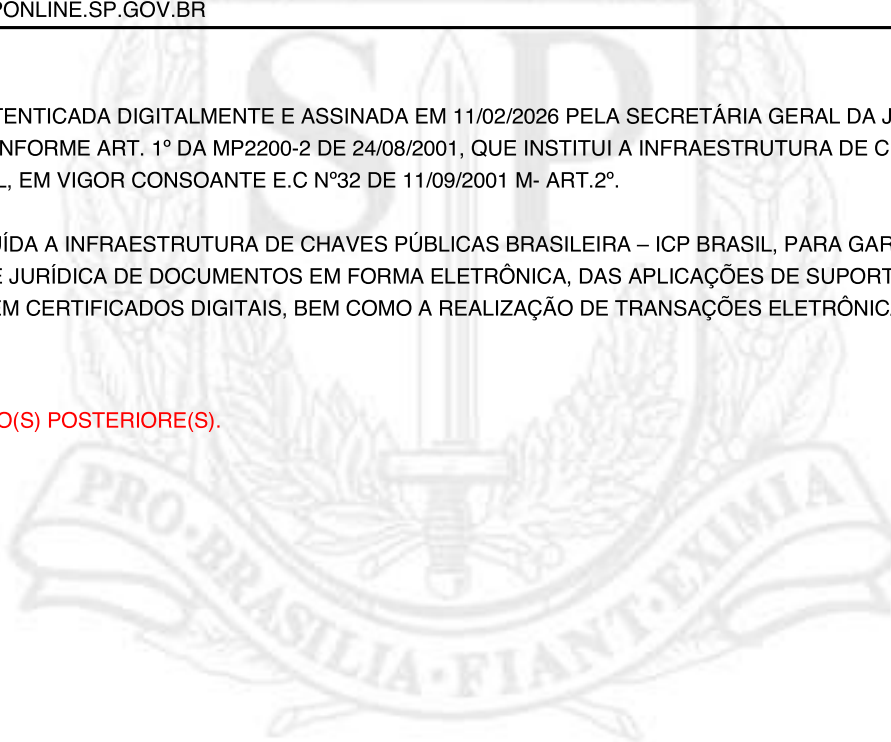 PONLINE.SP.GOV.BR
TENTICADA DIGITALMENTE E ASSINADA EM 11/02/2026 PELA SECRETÁRIA GERAL DA J
NFORME ART. 1º DA MP2200-2 DE 24/08/2001, QUE INSTITUI A INFRAESTRUTURA DE C
L, EM VIGOR CONSOANTE E.C Nº32 DE 11/09/2001 M- ART.2º.
UÍDA A INFRAESTRUTURA DE CHAVES PÚBLICAS BRASILEIRA – ICP BRASIL, PARA GAR
E JURÍDICA DE DOCUMENTOS EM FORMA ELETRÔNICA, DAS APLICAÇÕES DE SUPORT
EM CERTIFICADOS DIGITAIS, BEM COMO A REALIZAÇÃO DE TRANSAÇÕES ELETRÔNICA
O(S) POSTERIORE(S).
SP
PRO·BRASILIA·FIANT·EXIMIA